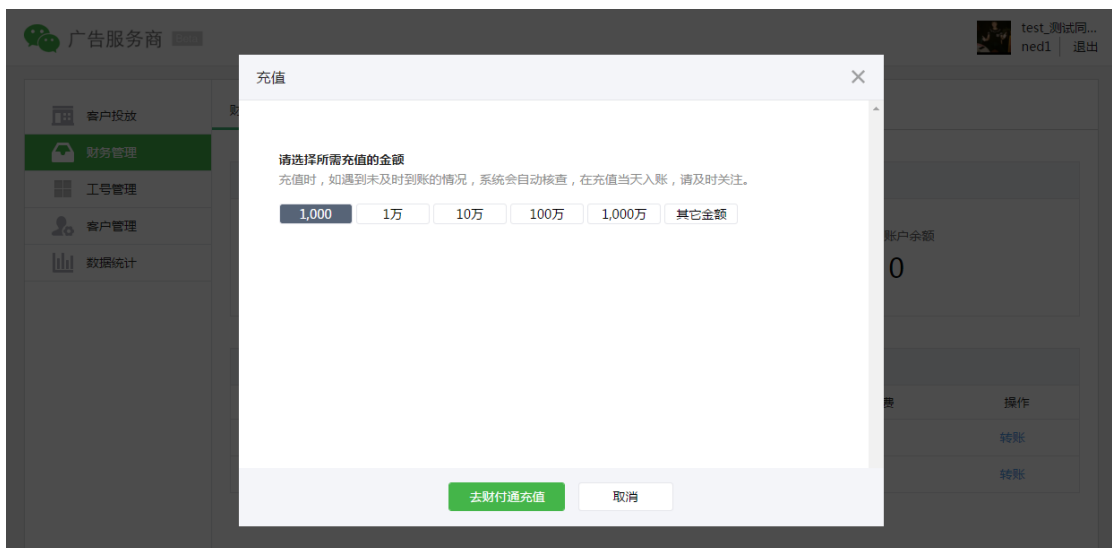 广告服务商
test_测试同...
ned1
退出
客户投放
财务管理
工号管理
客户管理
数据统计
充值
请选择所需充值的金额
充值时，如遇到未及时到账的情况，系统会自动核查，在充值当天入账，请及时关注。
1,000
1万
10万
100万
1,000万
其它金额
账户余额
0
费
操作
转账
转账
去财付通充值
取消